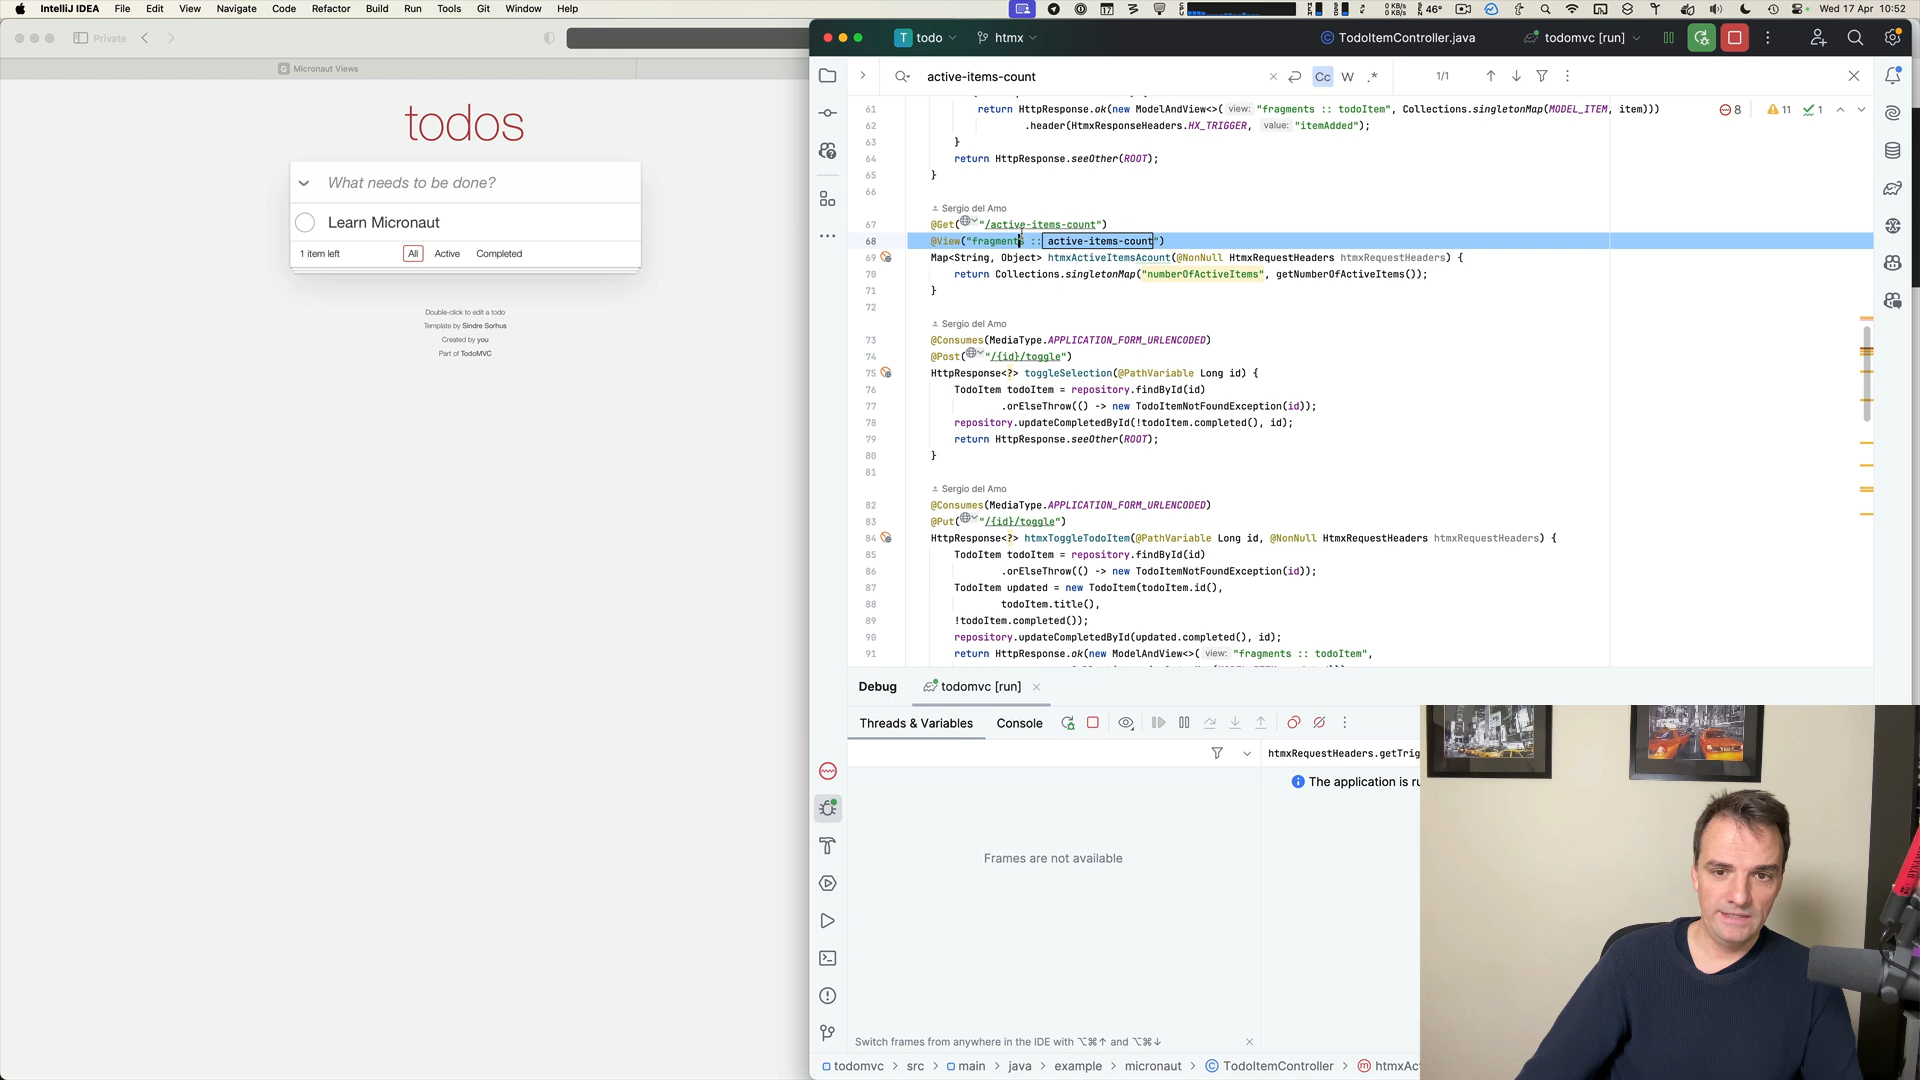 IntelliJ IDEA File Edit View Navigate Code Refactor Build Run Tools Git Window Help
0 KB/s
0 KB/s
46° Wed 17 Apr 10:52
Private
Micronaut Views
todos
What needs to be done?
Learn Micronaut
1 item left All Active Completed
Double-click to edit a todo
Template by Sindre Sorhus
Created by you
Part of TodoMVC
T todo htmx TodoItemController.java todomvc [run]
active-items-count Cc W .* 1/1
61 return HttpResponse.ok(new ModelAndView<>( view: "fragments :: todoItem", Collections.singletonMap(MODEL_ITEM, item))) 8 11 1
62 .header(HtmxResponseHeaders.HX_TRIGGER, value: "itemAdded");
63 }
64 return HttpResponse.seeOther(ROOT);
65 }
66
Sergio del Amo
67 @Get("/active-items-count")
68 @View("fragments :: active-items-count")
69 Map<String, Object> htmxActiveItemsAcount(@NonNull HtmxRequestHeaders htmxRequestHeaders) {
70 return Collections.singletonMap("numberOfActiveItems", getNumberOfActiveItems());
71 }
72
Sergio del Amo
73 @Consumes(MediaType.APPLICATION_FORM_URLENCODED)
74 @Post("/{id}/toggle")
75 HttpResponse<?> toggleSelection(@PathVariable Long id) {
76 TodoItem todoItem = repository.findById(id)
77 .orElseThrow(() -> new TodoItemNotFoundException(id));
78 repository.updateCompletedById(!todoItem.completed(), id);
79 return HttpResponse.seeOther(ROOT);
80 }
81
Sergio del Amo
82 @Consumes(MediaType.APPLICATION_FORM_URLENCODED)
83 @Put("/{id}/toggle")
84 HttpResponse<?> htmxToggleTodoItem(@PathVariable Long id, @NonNull HtmxRequestHeaders htmxRequestHeaders) {
85 TodoItem todoItem = repository.findById(id)
86 .orElseThrow(() -> new TodoItemNotFoundException(id));
87 TodoItem updated = new TodoItem(todoItem.id(),
88 todoItem.title(),
89 !todoItem.completed());
90 repository.updateCompletedById(updated.completed(), id);
91 return HttpResponse.ok(new ModelAndView<>( view: "fragments :: todoItem",
Debug todomvc [run]
Threads & Variables Console
htmxRequestHeaders.getTrig
The application is ru
Frames are not available
Switch frames from anywhere in the IDE with ⌥⌘↑ and ⌥⌘↓
todomvc > src > main > java > example > micronaut > TodoItemController > htmxAc